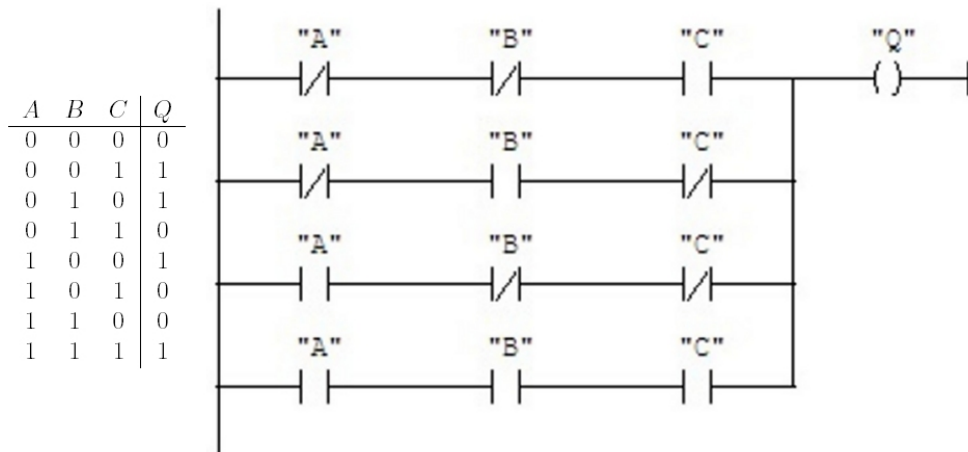 A B C Q
0 0 0 0
0 0 1 1
0 1 0 1
0 1 1 0
1 0 0 1
1 0 1 0
1 1 0 0
1 1 1 1
"A" "B" "C" "Q"
"A" "B" "C"
"A" "B" "C"
"A" "B" "C"